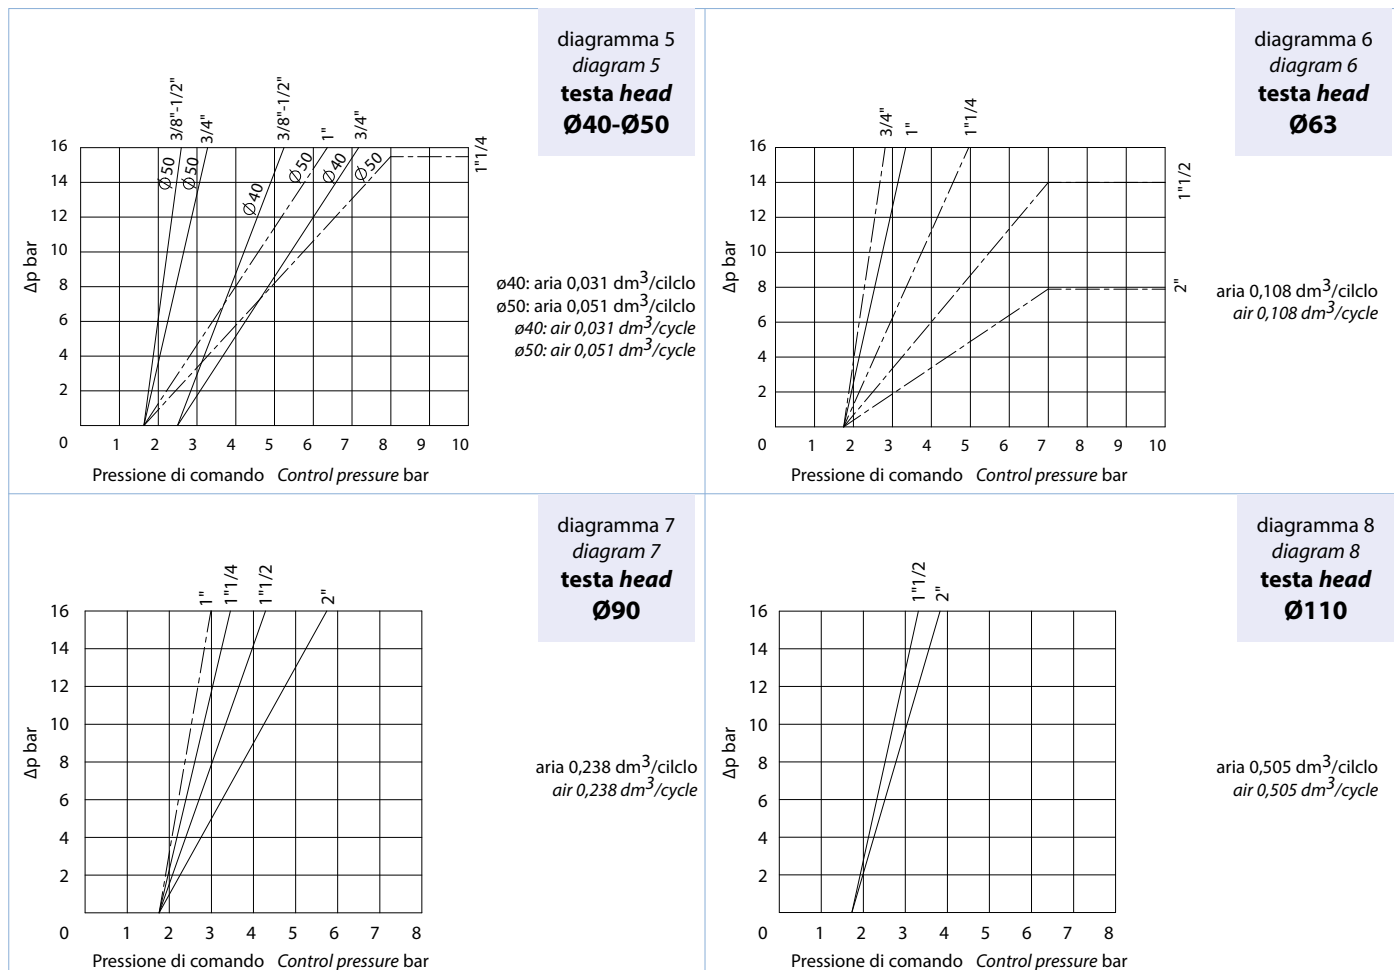 diagramma 5
diagram 5
testa head
Ø40-Ø50
3/8"-1/2"
3/4"
3/8"-1/2"
1"
3/4"
1"1/4
Ø50
Ø50
Ø40
Ø50
Ø40
Ø50
16
14
12
10
8
6
4
2
0
Δp bar
1 2 3 4 5 6 7 8 9 10
Pressione di comando Control pressure bar
ø40: aria 0,031 dm³/cilclo
ø50: aria 0,051 dm³/cilclo
ø40: air 0,031 dm³/cycle
ø50: air 0,051 dm³/cycle
diagramma 6
diagram 6
testa head
Ø63
3/4"
1"
1"1/4
1"1/2
2"
16
14
12
10
8
6
4
2
0
Δp bar
1 2 3 4 5 6 7 8 9 10
Pressione di comando Control pressure bar
aria 0,108 dm³/cilclo
air 0,108 dm³/cycle
diagramma 7
diagram 7
testa head
Ø90
1"
1"1/4
1"1/2
2"
16
14
12
10
8
6
4
2
0
Δp bar
1 2 3 4 5 6 7 8
Pressione di comando Control pressure bar
aria 0,238 dm³/cilclo
air 0,238 dm³/cycle
diagramma 8
diagram 8
testa head
Ø110
1"1/2
2"
16
14
12
10
8
6
4
2
0
Δp bar
1 2 3 4 5 6 7 8
Pressione di comando Control pressure bar
aria 0,505 dm³/cilclo
air 0,505 dm³/cycle